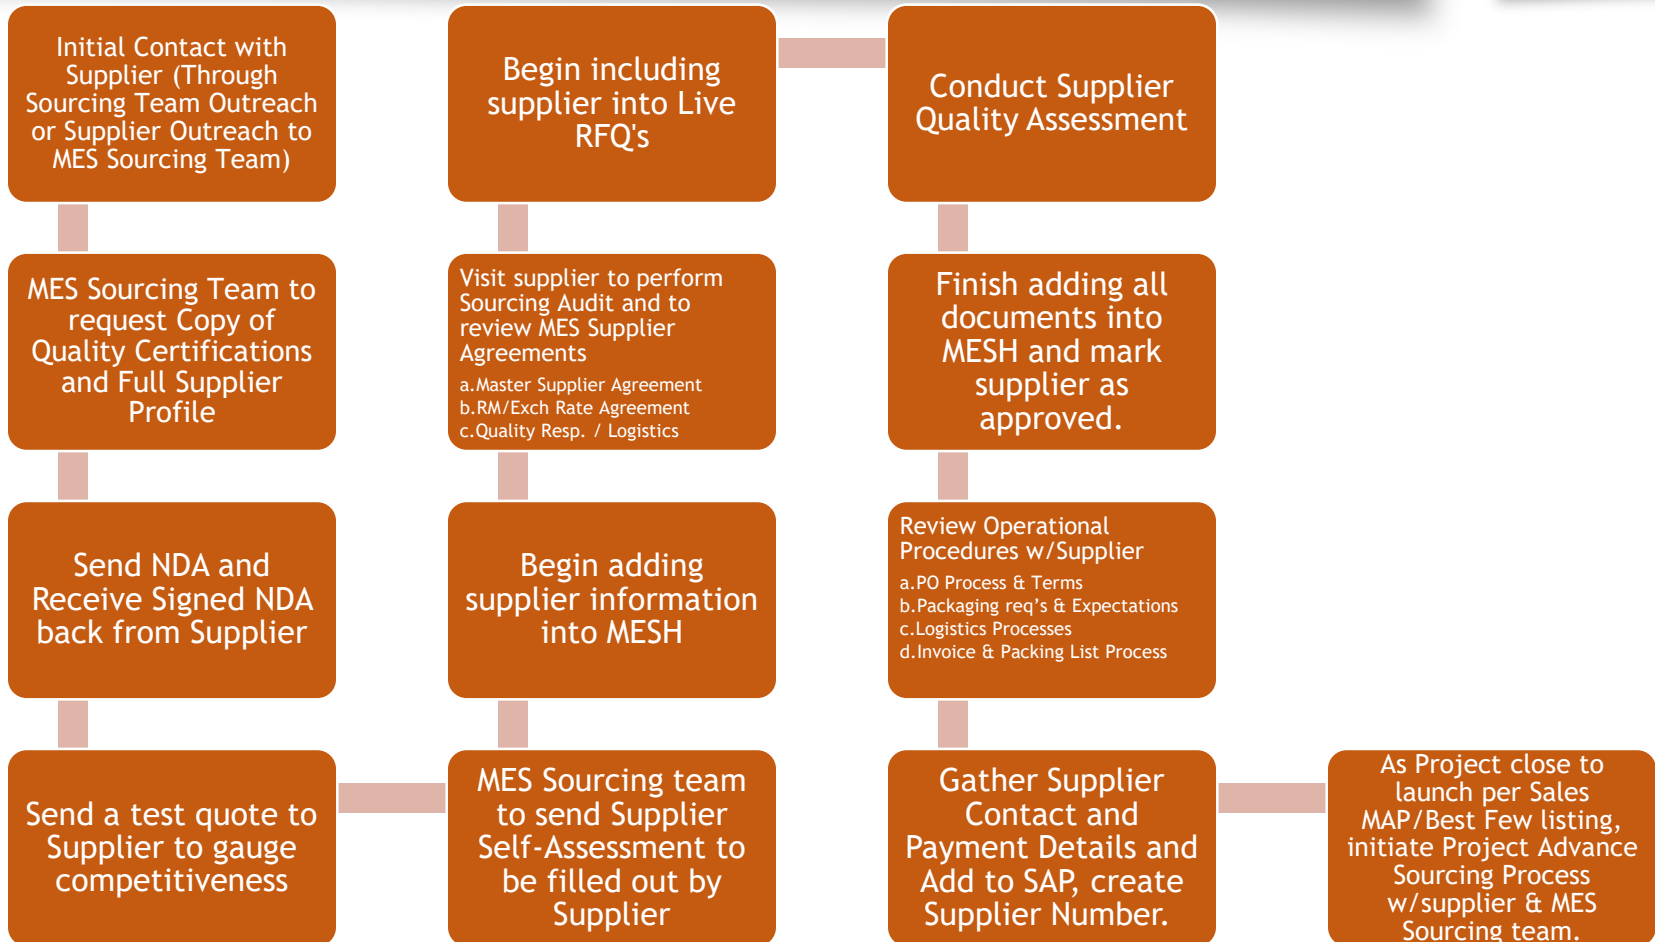 Initial Contact with
Supplier (Through
Sourcing Team Outreach
or Supplier Outreach to
MES Sourcing Team)
MES Sourcing Team to
request Copy of
Quality Certifications
and Full Supplier
Profile
Send NDA and
Receive Signed NDA
back from Supplier
Send a test quote to
Supplier to gauge
competitiveness
MES Sourcing team
to send Supplier
Self-Assessment to
be filled out by
Supplier
Begin adding
supplier information
into MESH
Visit supplier to perform
Sourcing Audit and to
review MES Supplier
Agreements
a.Master Supplier Agreement
b.RM/Exch Rate Agreement
c.Quality Resp. / Logistics
Begin including
supplier into Live
RFQ's
Conduct Supplier
Quality Assessment
Finish adding all
documents into
MESH and mark
supplier as
approved.
Review Operational
Procedures w/Supplier
a.PO Process & Terms
b.Packaging req’s & Expectations
c.Logistics Processes
d.Invoice & Packing List Process
Gather Supplier
Contact and
Payment Details and
Add to SAP, create
Supplier Number.
As Project close to
launch per Sales
MAP/Best Few listing,
initiate Project Advance
Sourcing Process
w/supplier & MES
Sourcing team.